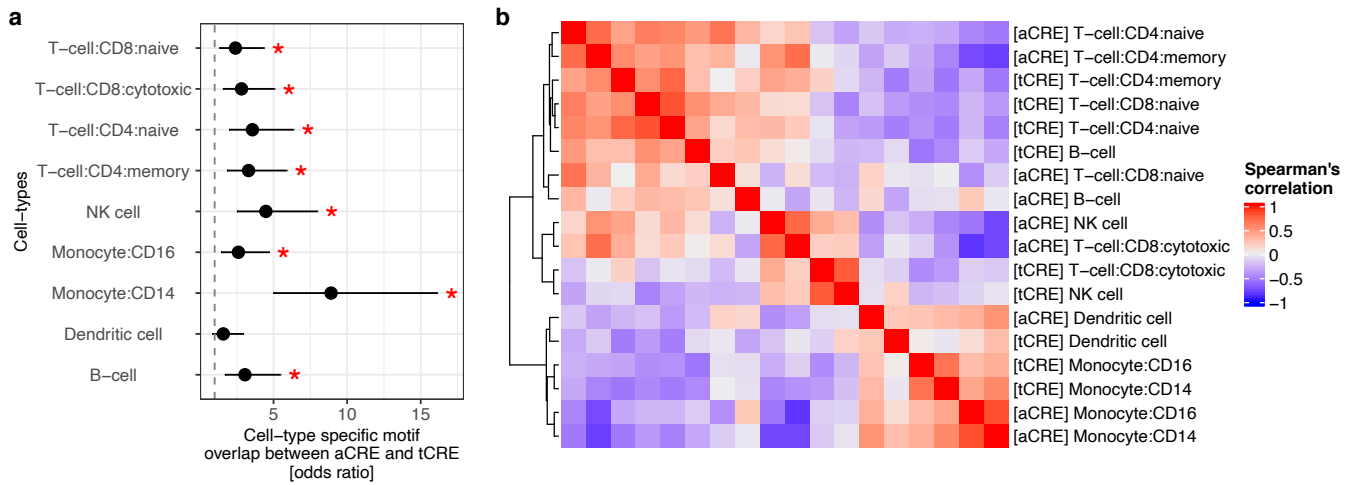 a
Cell−types
T−cell:CD8:naive
T−cell:CD8:cytotoxic
T−cell:CD4:naive
T−cell:CD4:memory
NK cell
Monocyte:CD16
Monocyte:CD14
Dendritic cell
B−cell
*
*
*
*
*
*
*
*
5 10 15
Cell−type specific motif
overlap between aCRE and tCRE
[odds ratio]
b
[aCRE] T−cell:CD4:naive
[aCRE] T−cell:CD4:memory
[tCRE] T−cell:CD4:memory
[tCRE] T−cell:CD8:naive
[tCRE] T−cell:CD4:naive
[tCRE] B−cell
[aCRE] T−cell:CD8:naive
[aCRE] B−cell
[aCRE] NK cell
[aCRE] T−cell:CD8:cytotoxic
[tCRE] T−cell:CD8:cytotoxic
[tCRE] NK cell
[aCRE] Dendritic cell
[tCRE] Dendritic cell
[tCRE] Monocyte:CD16
[tCRE] Monocyte:CD14
[aCRE] Monocyte:CD16
[aCRE] Monocyte:CD14
Spearman's
correlation
1
0.5
0
−0.5
−1